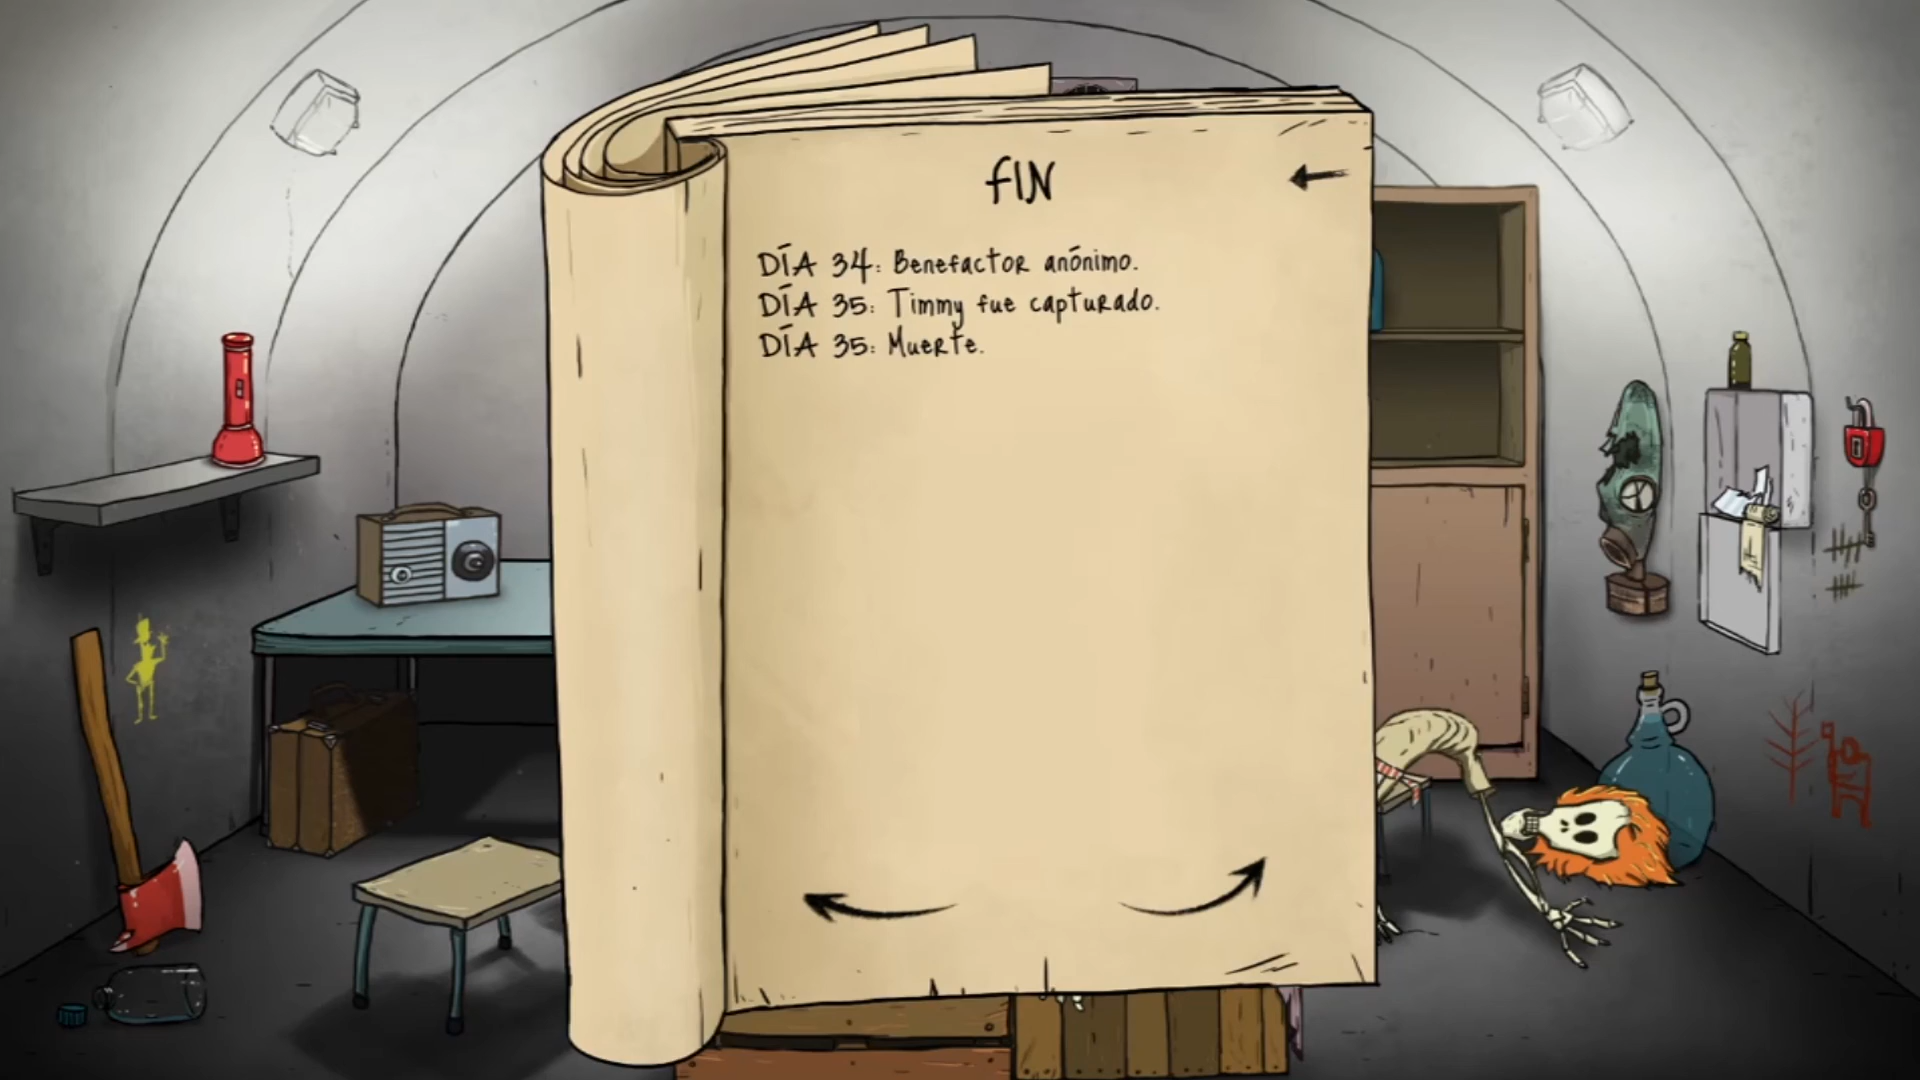 fIN
DÍA 34: Benefactor anónimo.
DÍA 35: Timmy fue capturado.
DÍA 35: Muerte.